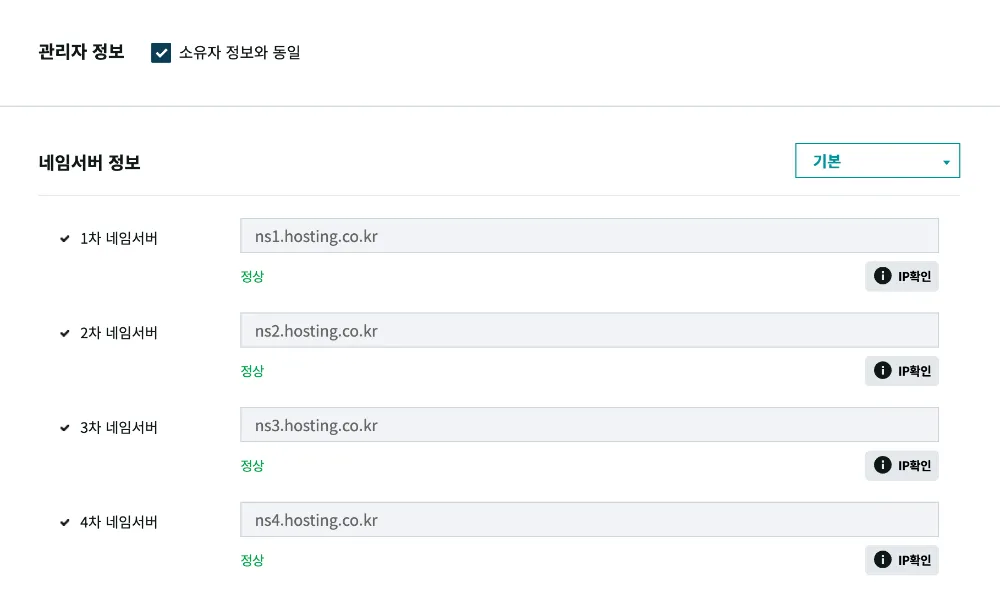 관리자 정보 소유자 정보와 동일
네임서버 정보 기본
1차 네임서버 ns1.hosting.co.kr
정상 IP확인
2차 네임서버 ns2.hosting.co.kr
정상 IP확인
3차 네임서버 ns3.hosting.co.kr
정상 IP확인
4차 네임서버 ns4.hosting.co.kr
정상 IP확인